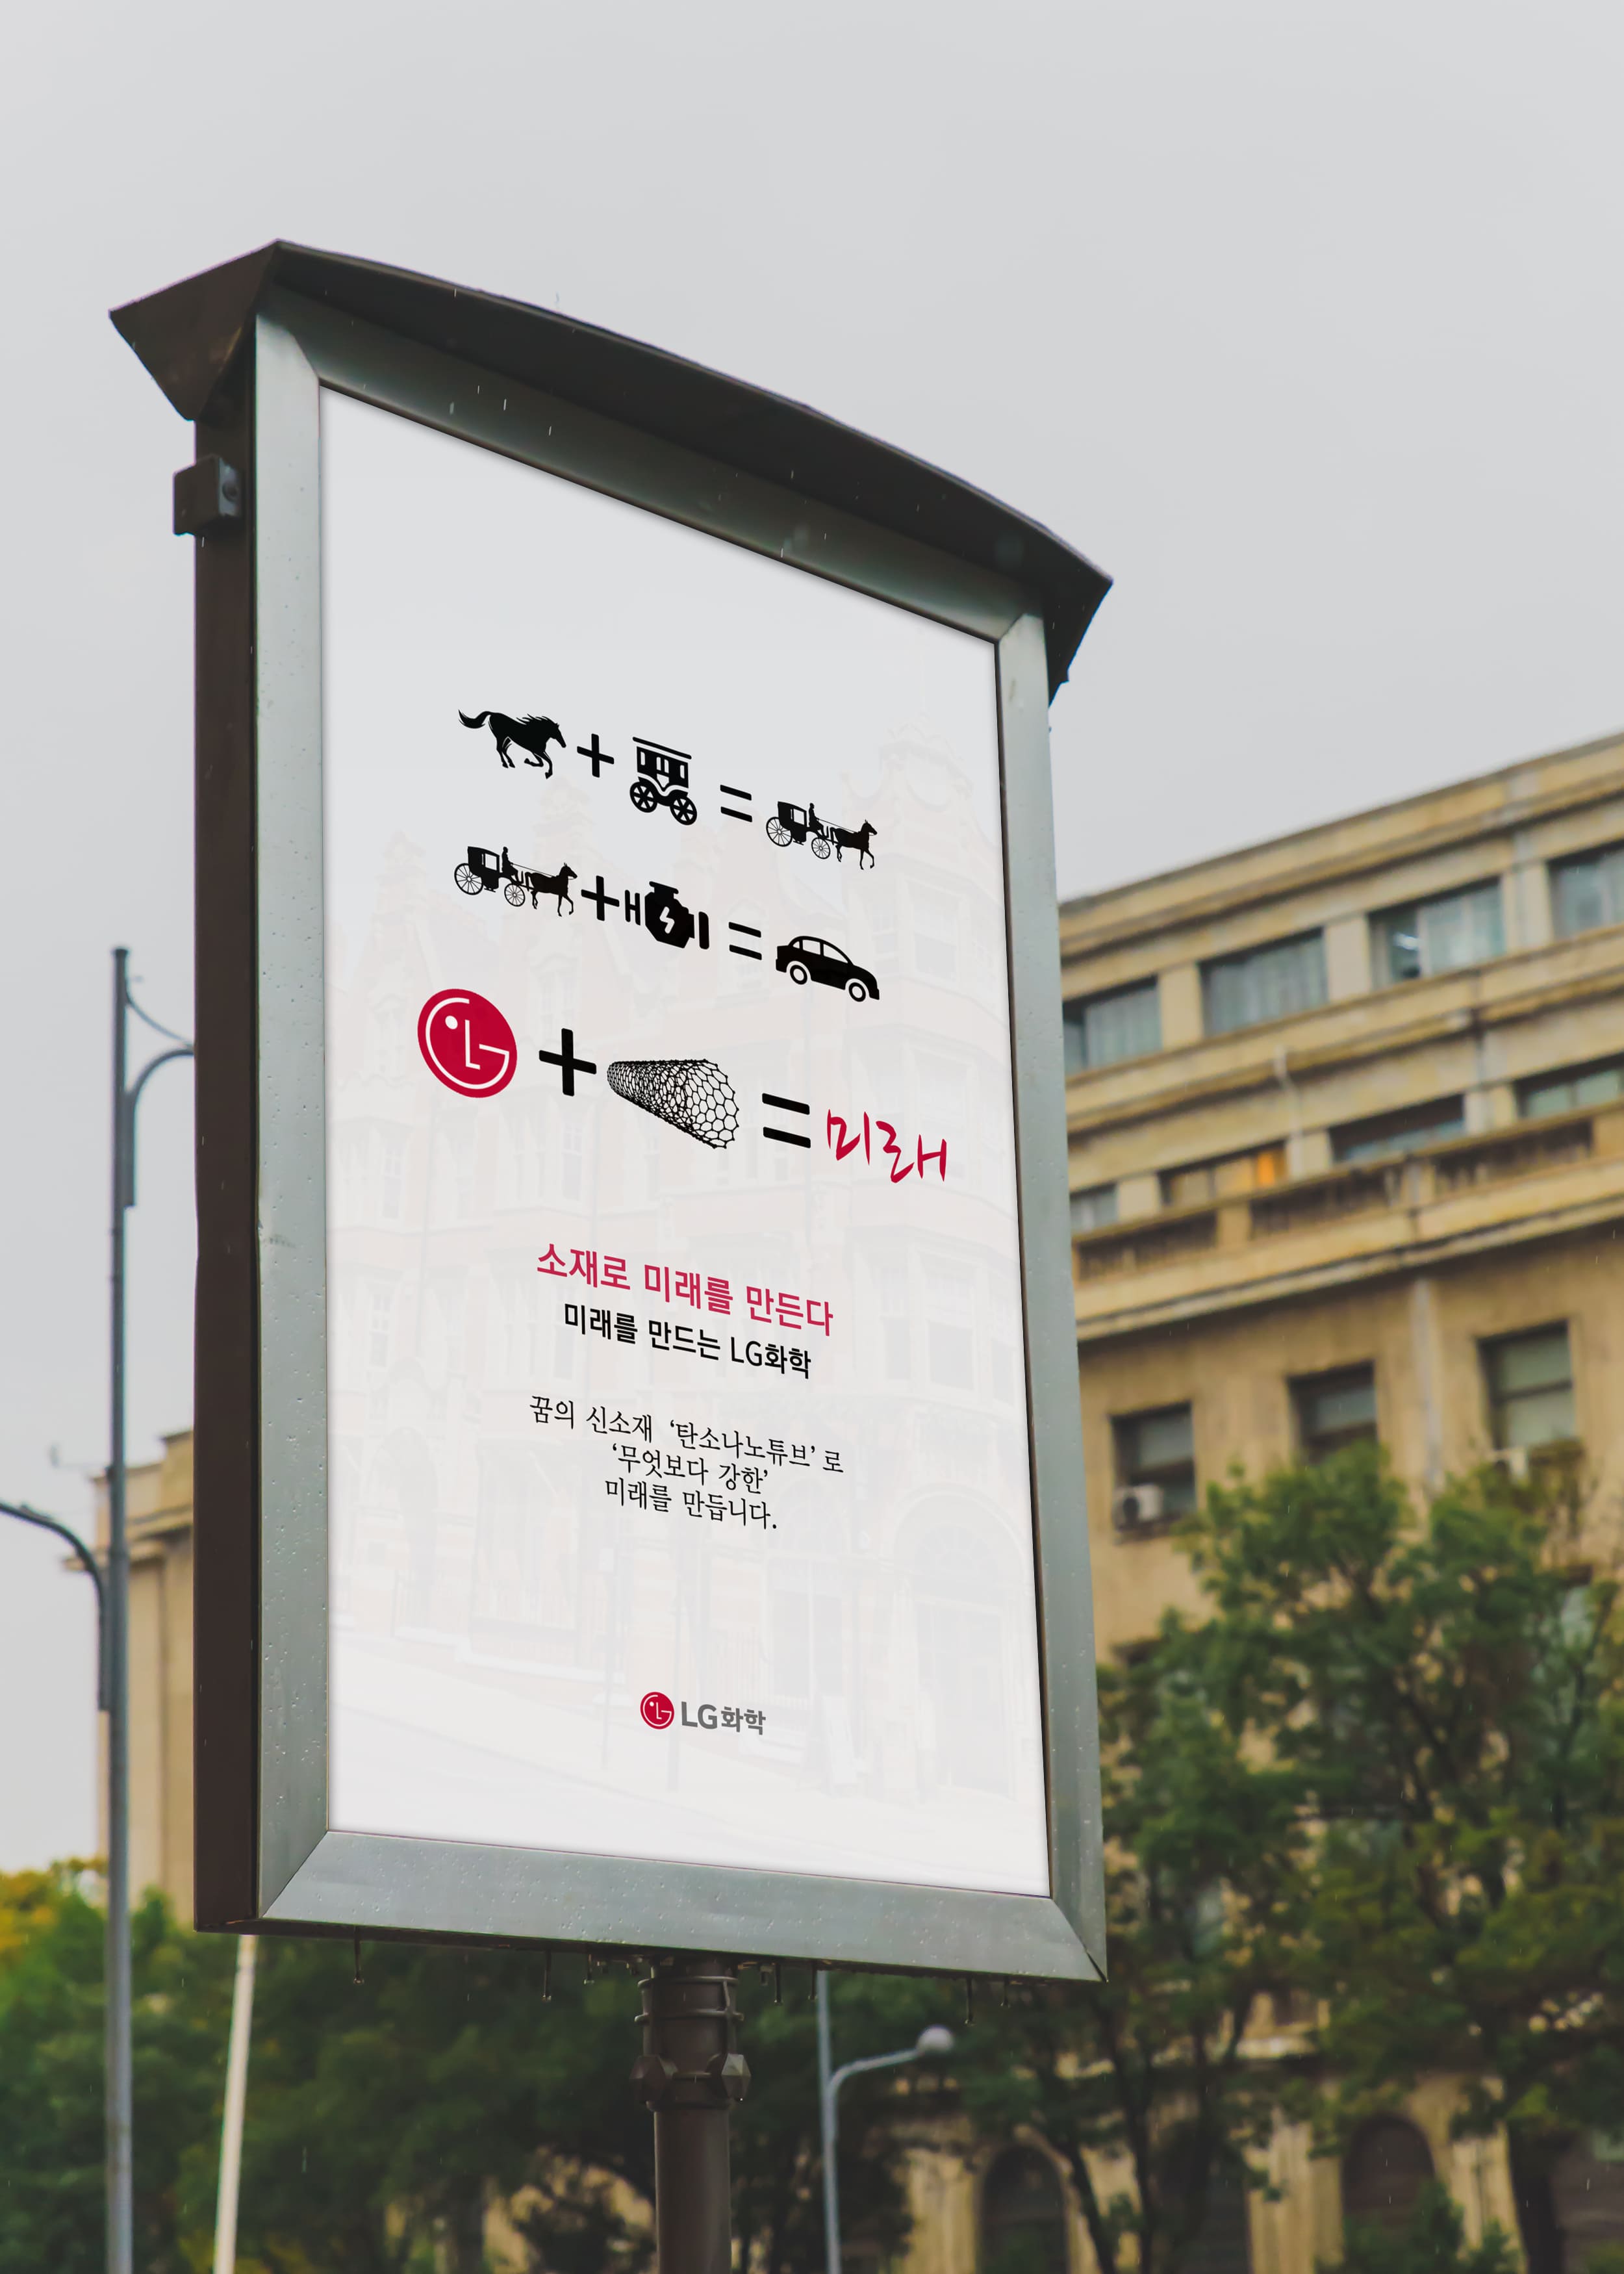 미래
소재로 미래를 만든다
미래를 만드는 LG화학
꿈의 신소재 ‘탄소나노튜브’ 로
‘무엇보다 강한’
미래를 만듭니다.
LG화학